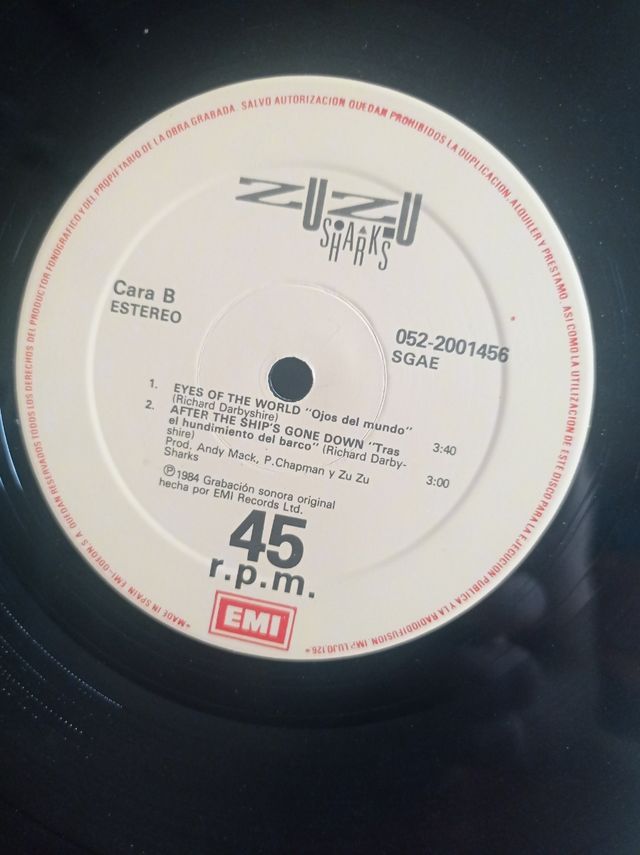 TODOS LOS DERECHOS DEL PRODUCTOR FONOGRAFICO Y DEL PROPIETARIO DE LA OBRA GRABADA. SALVO AUTORIZACION QUEDAN PROHIBIDOS LA DUPLICACION, ALQUILER Y PRESTAMO, ASI COMO LA UTILIZACION DE ESTE DISCO PARA LA EJECUCION PUBLICA Y LA RADIODIFUSION. IMP. LUJO 126 *
* MADE IN SPAIN EMI-ODEON S.A. QUEDAN RESERVADOS
ZUZU
SHARKS
Cara B
ESTEREO
052-2001456
SGAE
1. EYES OF THE WORLD "Ojos del mundo"
(Richard Darbyshire) 3:40
2. AFTER THE SHIP'S GONE DOWN "Tras
el hundimiento del barco" (Richard Darby-
shire) 3:00
Prod. Andy Mack, P. Chapman y Zu Zu
Sharks
Ⓟ 1984 Grabación sonora original
hecha por EMI Records Ltd.
45
r.p.m.
EMI